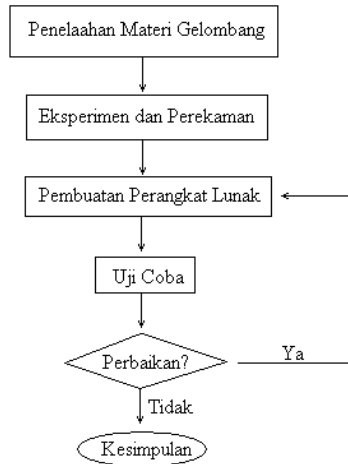 Penelaahan Materi Gelombang
Eksperimen dan Perekaman
Pembuatan Perangkat Lunak
Uji Coba
Perbaikan?
Ya
Tidak
Kesimpulan